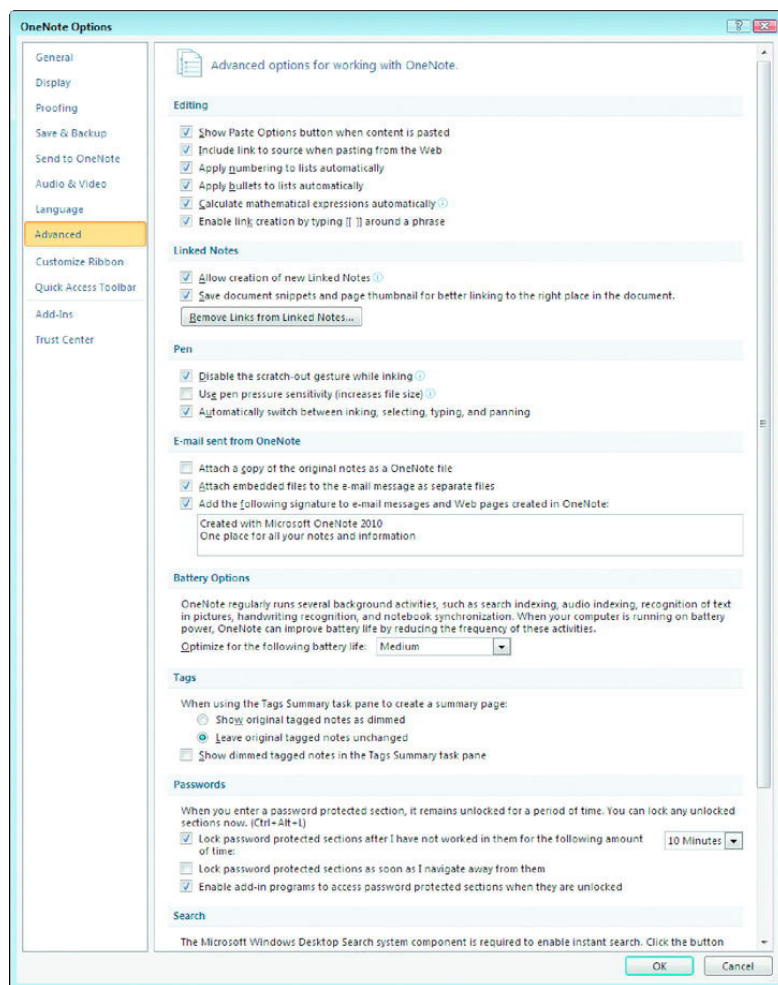 OneNote Options
General
Display
Proofing
Save & Backup
Send to OneNote
Audio & Video
Language
Advanced
Customize Ribbon
Quick Access Toolbar
Add-Ins
Trust Center
Advanced options for working with OneNote.
Editing
Show Paste Options button when content is pasted
Include link to source when pasting from the Web
Apply numbering to lists automatically
Apply bullets to lists automatically
Calculate mathematical expressions automatically
Enable link creation by typing [[ ]] around a phrase
Linked Notes
Allow creation of new Linked Notes
Save document snippets and page thumbnail for better linking to the right place in the document.
Remove Links from Linked Notes...
Pen
Disable the scratch-out gesture while inking
Use pen pressure sensitivity (increases file size)
Automatically switch between inking, selecting, typing, and panning
E-mail sent from OneNote
Attach a copy of the original notes as a OneNote file
Attach embedded files to the e-mail message as separate files
Add the following signature to e-mail messages and Web pages created in OneNote:
Created with Microsoft OneNote 2010
One place for all your notes and information
Battery Options
OneNote regularly runs several background activities, such as search indexing, audio indexing, recognition of text
in pictures, handwriting recognition, and notebook synchronization. When your computer is running on battery
power, OneNote can improve battery life by reducing the frequency of these activities.
Optimize for the following battery life: Medium
Tags
When using the Tags Summary task pane to create a summary page:
Show original tagged notes as dimmed
Leave original tagged notes unchanged
Show dimmed tagged notes in the Tags Summary task pane
Passwords
When you enter a password protected section, it remains unlocked for a period of time. You can lock any unlocked
sections now. (Ctrl+Alt+L)
Lock password protected sections after I have not worked in them for the following amount 10 Minutes
of time:
Lock password protected sections as soon as I navigate away from them
Enable add-in programs to access password protected sections when they are unlocked
Search
The Microsoft Windows Desktop Search system component is required to enable instant search. Click the button
OK Cancel